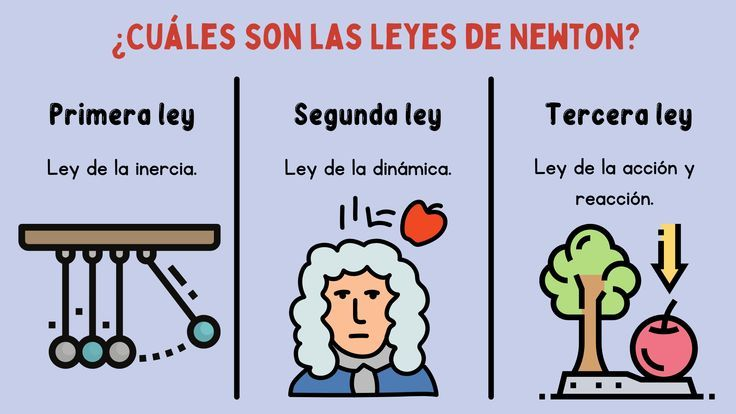 ¿CUÁLES SON LAS LEYES DE NEWTON?
Primera ley
Ley de la inercia.
Segunda ley
Ley de la dinámica.
Tercera ley
Ley de la acción y
reacción.